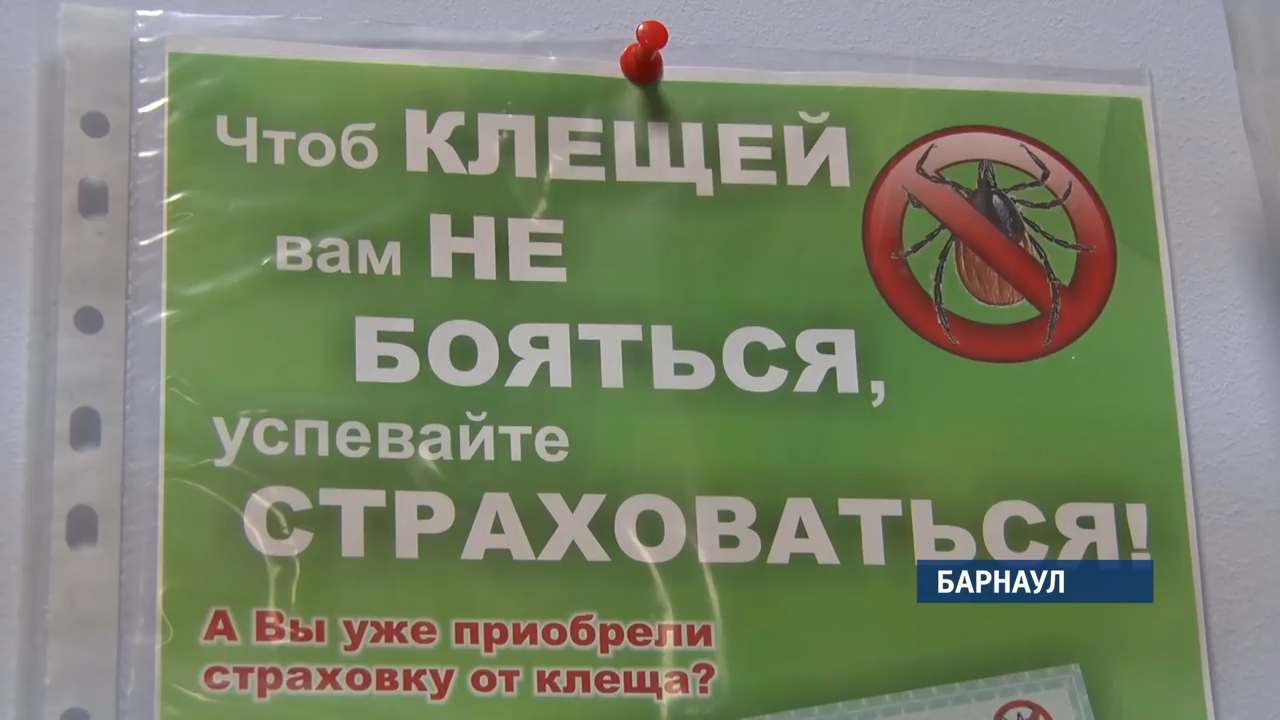 Чтоб КЛЕЩЕЙ
вам НЕ
БОЯТЬСЯ,
успевайте
СТРАХОВАТЬСЯ!
БАРНАУЛ
А Вы уже приобрели
страховку от клеща?